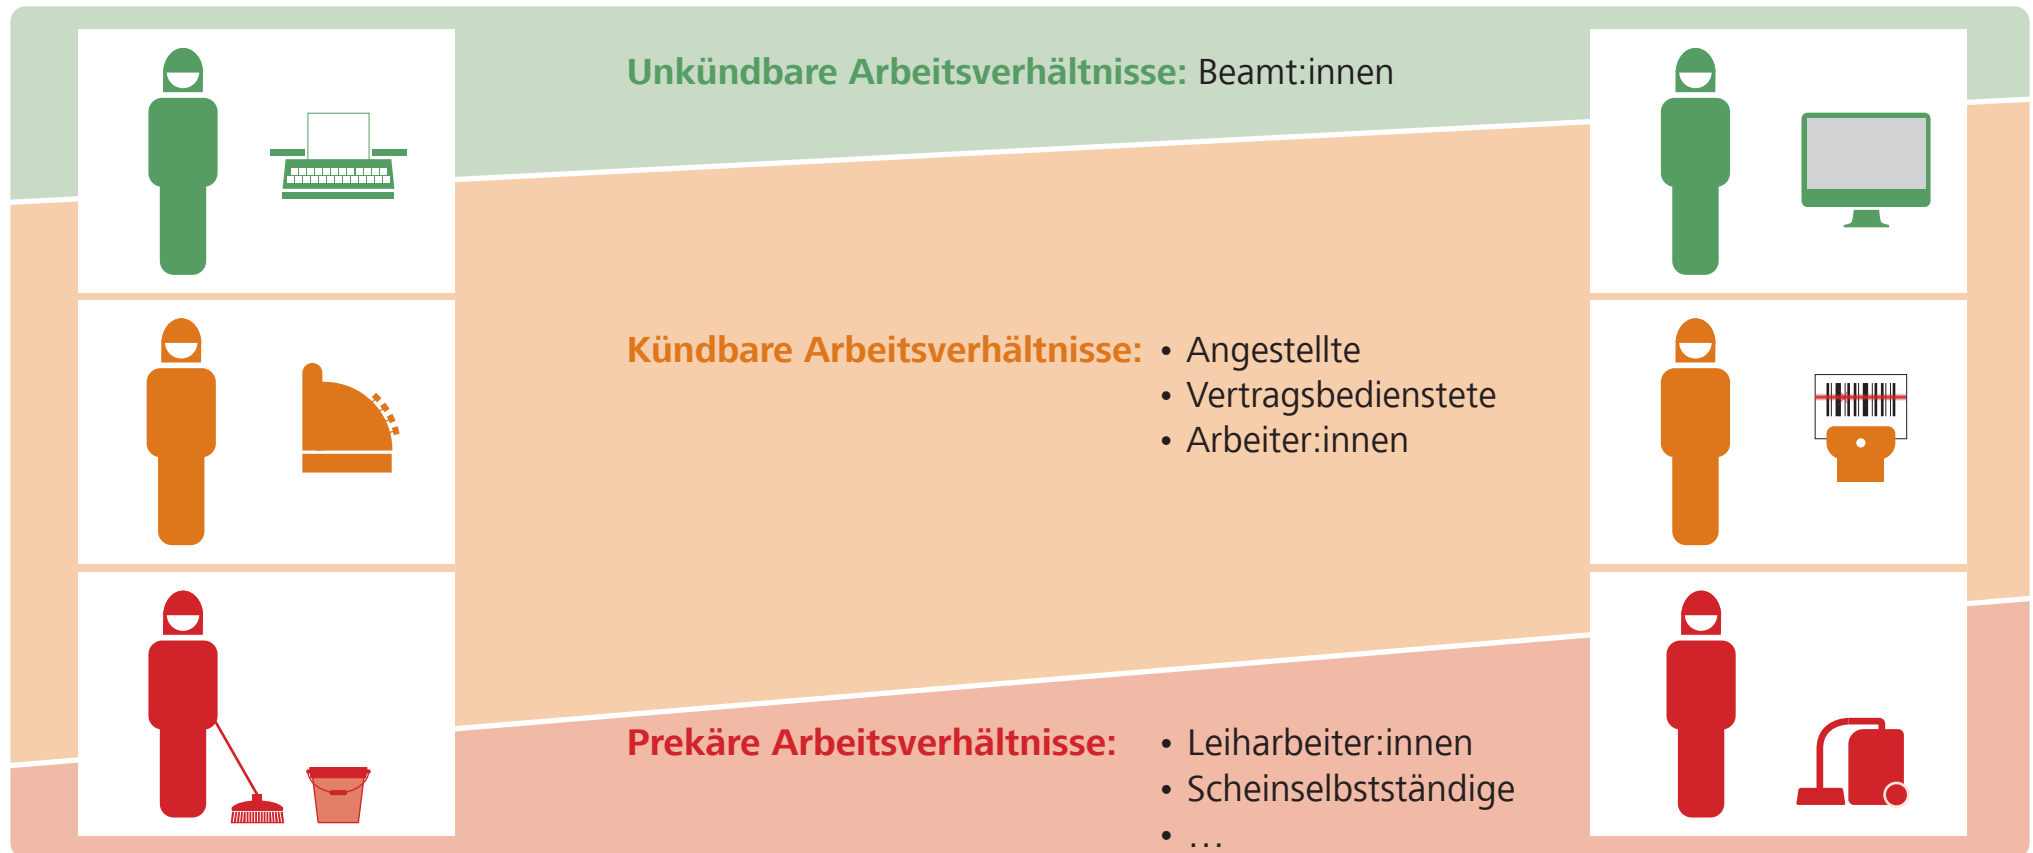 Unkündbare Arbeitsverhältnisse: Beamt:innen
Kündbare Arbeitsverhältnisse: • Angestellte
• Vertragsbedienstete
• Arbeiter:innen
Prekäre Arbeitsverhältnisse: • Leiharbeiter:innen
• Scheinselbstständige
• …